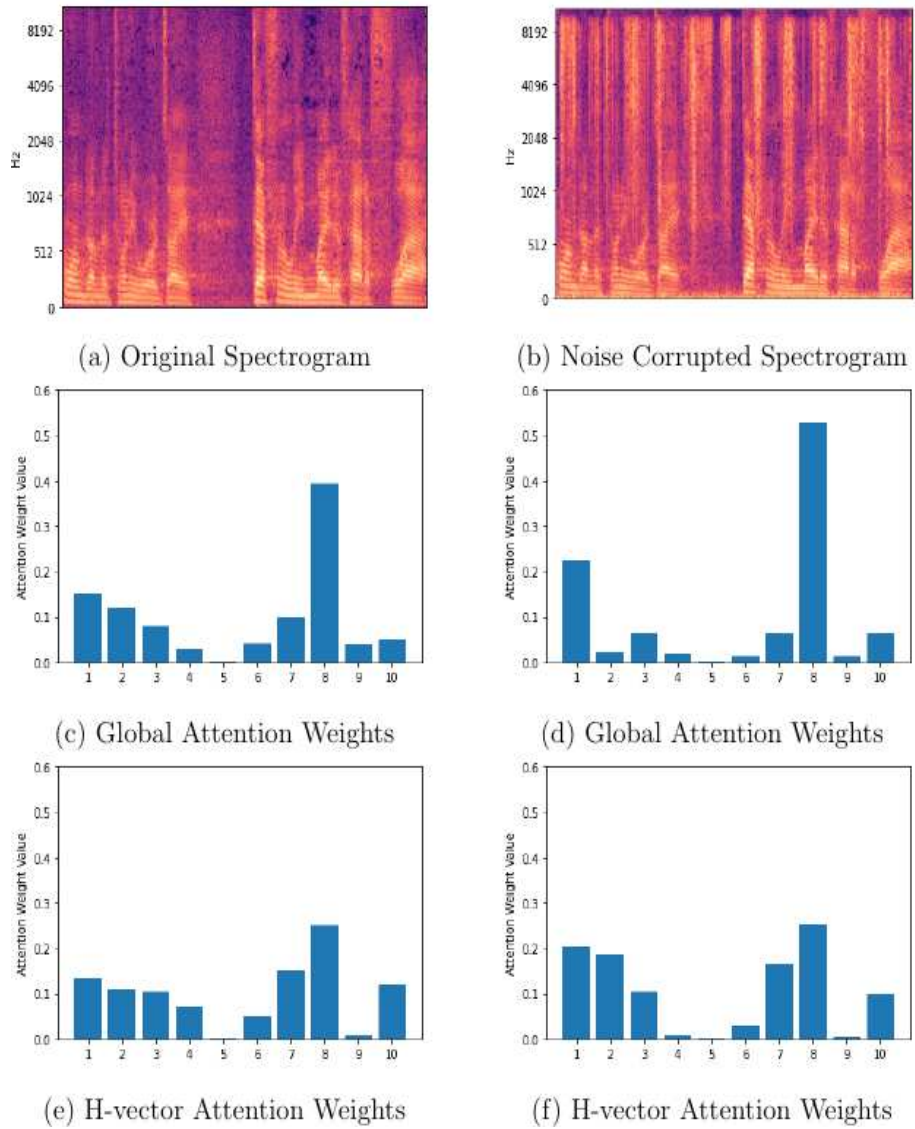 8192
4096
2048
1024
512
0
Hz
(a) Original Spectrogram
8192
4096
2048
1024
512
0
Hz
(b) Noise Corrupted Spectrogram
0.6
0.5
0.4
0.3
0.2
0.1
0.0
Attention Weight Value
1 2 3 4 5 6 7 8 9 10
(c) Global Attention Weights
0.6
0.5
0.4
0.3
0.2
0.1
0.0
Attention Weight Value
1 2 3 4 5 6 7 8 9 10
(d) Global Attention Weights
0.6
0.5
0.4
0.3
0.2
0.1
0.0
Attention Weight Value
1 2 3 4 5 6 7 8 9 10
(e) H-vector Attention Weights
0.6
0.5
0.4
0.3
0.2
0.1
0.0
Attention Weight Value
1 2 3 4 5 6 7 8 9 10
(f) H-vector Attention Weights